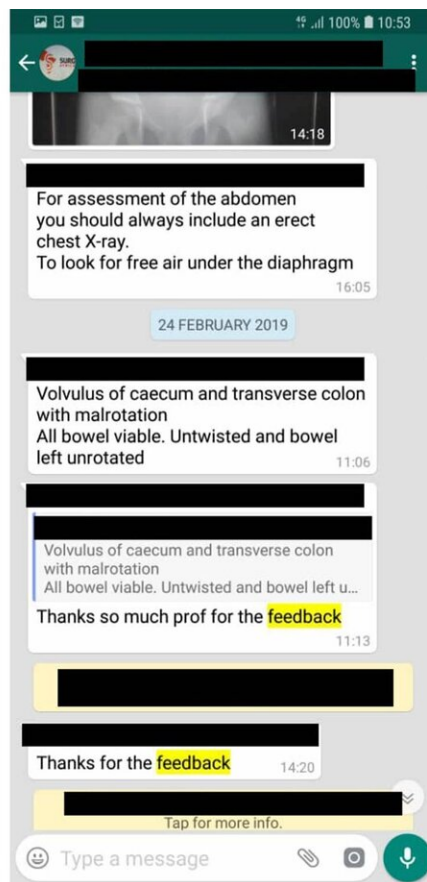 4G 100% 10:53
SURG
14:18
For assessment of the abdomen
you should always include an erect
chest X-ray.
To look for free air under the diaphragm
16:05
24 FEBRUARY 2019
Volvulus of caecum and transverse colon
with malrotation
All bowel viable. Untwisted and bowel
left unrotated
11:06
Volvulus of caecum and transverse colon
with malrotation
All bowel viable. Untwisted and bowel left u...
Thanks so much prof for the feedback
11:13
Thanks for the feedback
14:20
Tap for more info.
Type a message